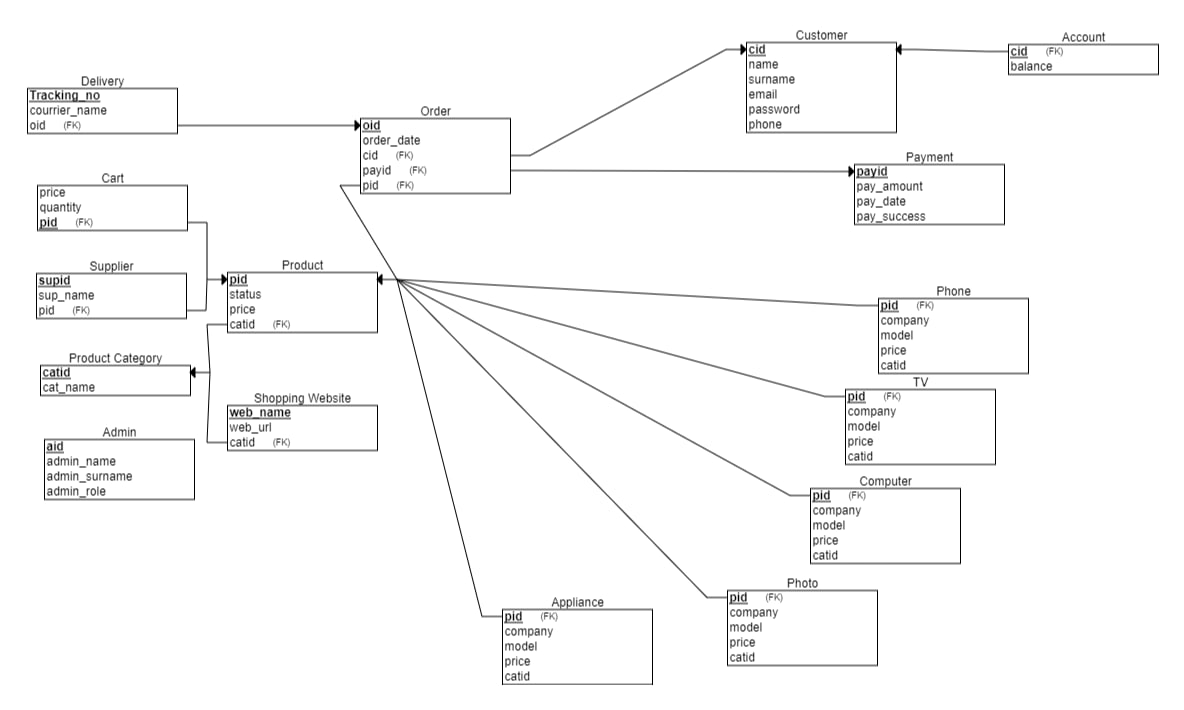 Customer
cid
name
surname
email
password
phone
Account
cid (FK)
balance
Delivery
Tracking_no
courrier_name
oid (FK)
Order
oid
order_date
cid (FK)
payid (FK)
pid (FK)
Payment
payid
pay_amount
pay_date
pay_success
Cart
price
quantity
pid (FK)
Supplier
supid
sup_name
pid (FK)
Product
pid
status
price
catid (FK)
Phone
pid (FK)
company
model
price
catid
Product Category
catid
cat_name
Shopping Website
web_name
web_url
catid (FK)
TV
pid (FK)
company
model
price
catid
Admin
aid
admin_name
admin_surname
admin_role
Computer
pid (FK)
company
model
price
catid
Photo
pid (FK)
company
model
price
catid
Appliance
pid (FK)
company
model
price
catid